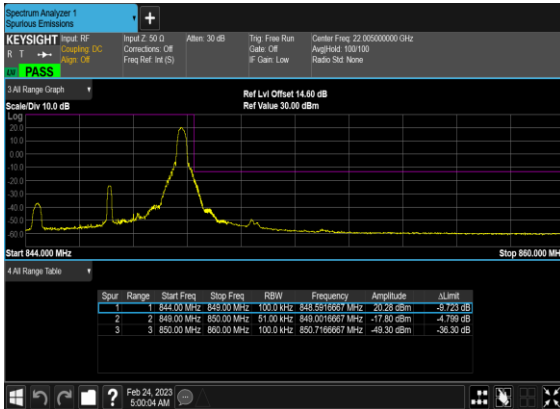 Spectrum Analyzer 1
Spurious Emissions
KEYSIGHT
R T
LXI
PASS
Input: RF
Coupling: DC
Align: Off
Input Z: 50 Ω
Corrections: Off
Freq Ref: Int (S)
Atten: 30 dB
Trig: Free Run
Gate: Off
IF Gain: Low
Center Freq: 22.005000000 GHz
Avg|Hold: 100/100
Radio Std: None
3 All Range Graph
Scale/Div 10.0 dB
Ref Lvl Offset 14.60 dB
Ref Value 30.00 dBm
Log
20.0
10.0
0.00
-10.0
-20.0
-30.0
-40.0
-50.0
-60.0
Start 844.000 MHz
Stop 860.000 MHz
4 All Range Table
Spur Range Start Freq Stop Freq RBW Frequency Amplitude ΔLimit
1 1 844.00 MHz 849.00 MHz 100.0 kHz 848.5916667 MHz 20.28 dBm -9.723 dB
2 2 849.00 MHz 850.00 MHz 51.00 kHz 849.0016667 MHz -17.80 dBm -4.799 dB
3 3 850.00 MHz 860.00 MHz 100.0 kHz 850.7166667 MHz -49.30 dBm -36.30 dB
?
Feb 24, 2023
5:00:04 AM